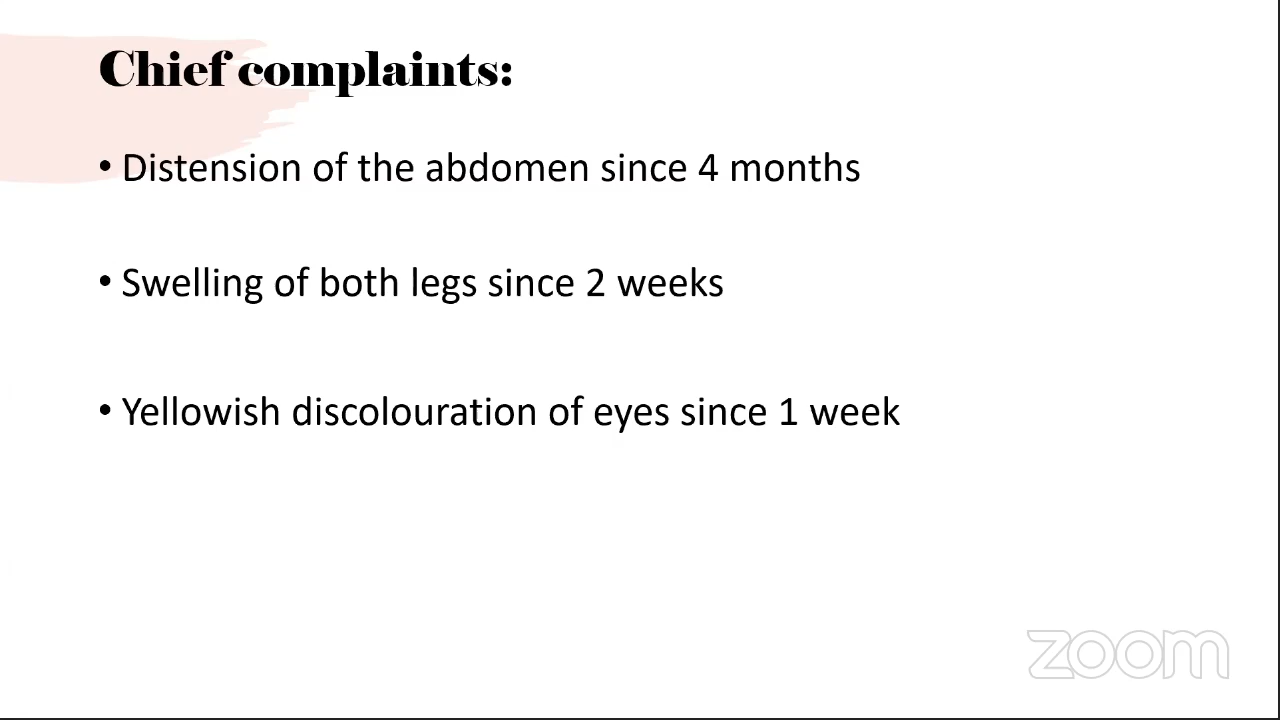 Chief complaints:
• Distension of the abdomen since 4 months
• Swelling of both legs since 2 weeks
• Yellowish discolouration of eyes since 1 week
zoom